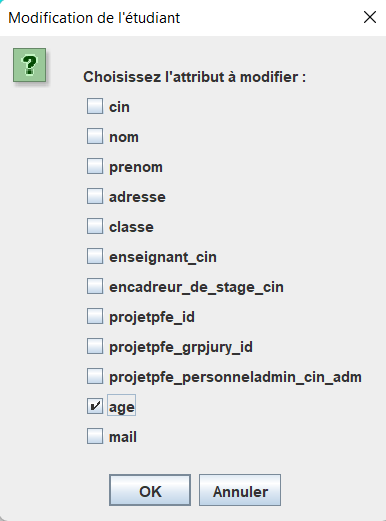 Modification de l'étudiant
Choisissez l'attribut à modifier :
cin
nom
prenom
adresse
classe
enseignant_cin
encadreur_de_stage_cin
projetpfe_id
projetpfe_grpjury_id
projetpfe_personneladmin_cin_adm
age
mail
OK Annuler